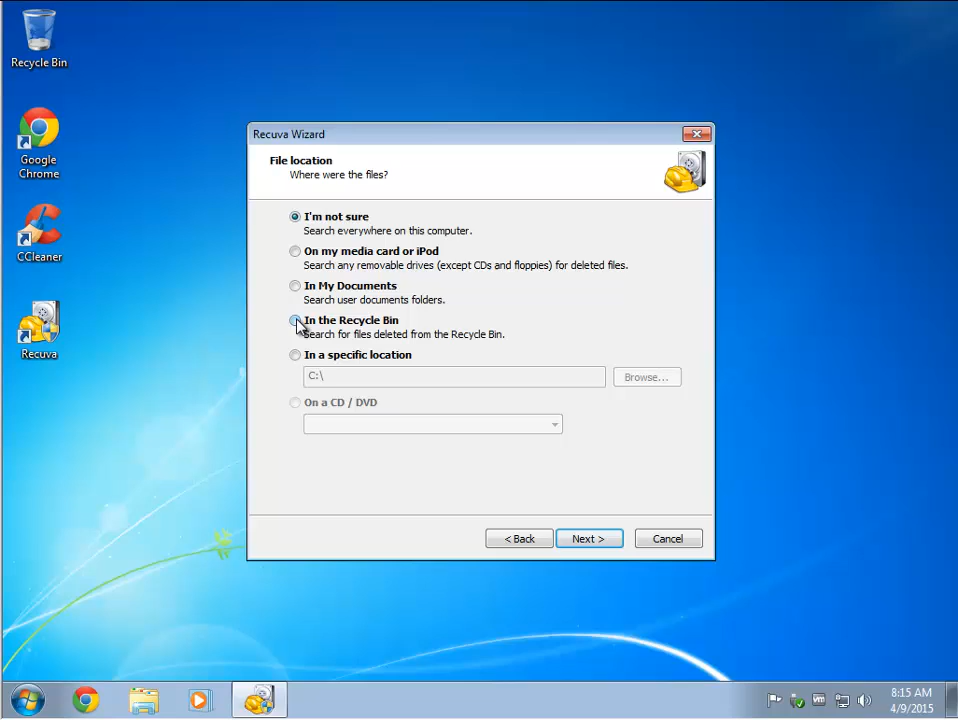 Recycle Bin
Google
Chrome
CCleaner
Recuva
Recuva Wizard
File location
Where were the files?
I'm not sure
Search everywhere on this computer.
On my media card or iPod
Search any removable drives (except CDs and floppies) for deleted files.
In My Documents
Search user documents folders.
In the Recycle Bin
Search for files deleted from the Recycle Bin.
In a specific location
C:\
Browse...
On a CD / DVD
< Back
Next >
Cancel
8:15 AM
4/9/2015